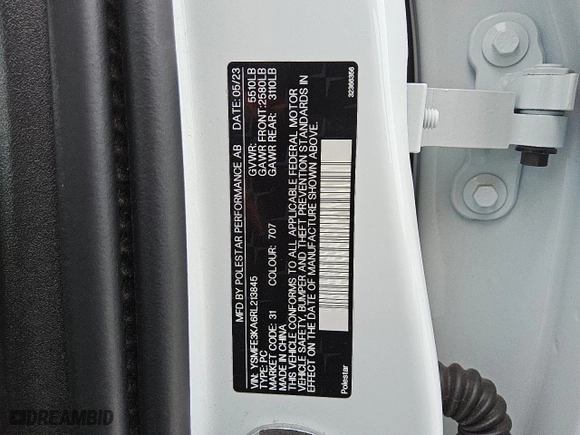 MFD BY POLESTAR PERFORMANCE AB DATE: 05/23
GVWR: 5510LB
GAWR FRONT: 2980LB
GAWR REAR: 3110LB
VIN: YSMFE3KA6RL213845
TYPE: PC
MARKET CODE: 31 COLOUR: 707
MADE IN CHINA
THIS VEHICLE CONFORMS TO ALL APPLICABLE FEDERAL MOTOR
VEHICLE SAFETY, BUMPER AND THEFT PREVENTION STANDARDS IN
EFFECT ON THE DATE OF MANUFACTURE SHOWN ABOVE.
Polestar 32366356
DREAMBID